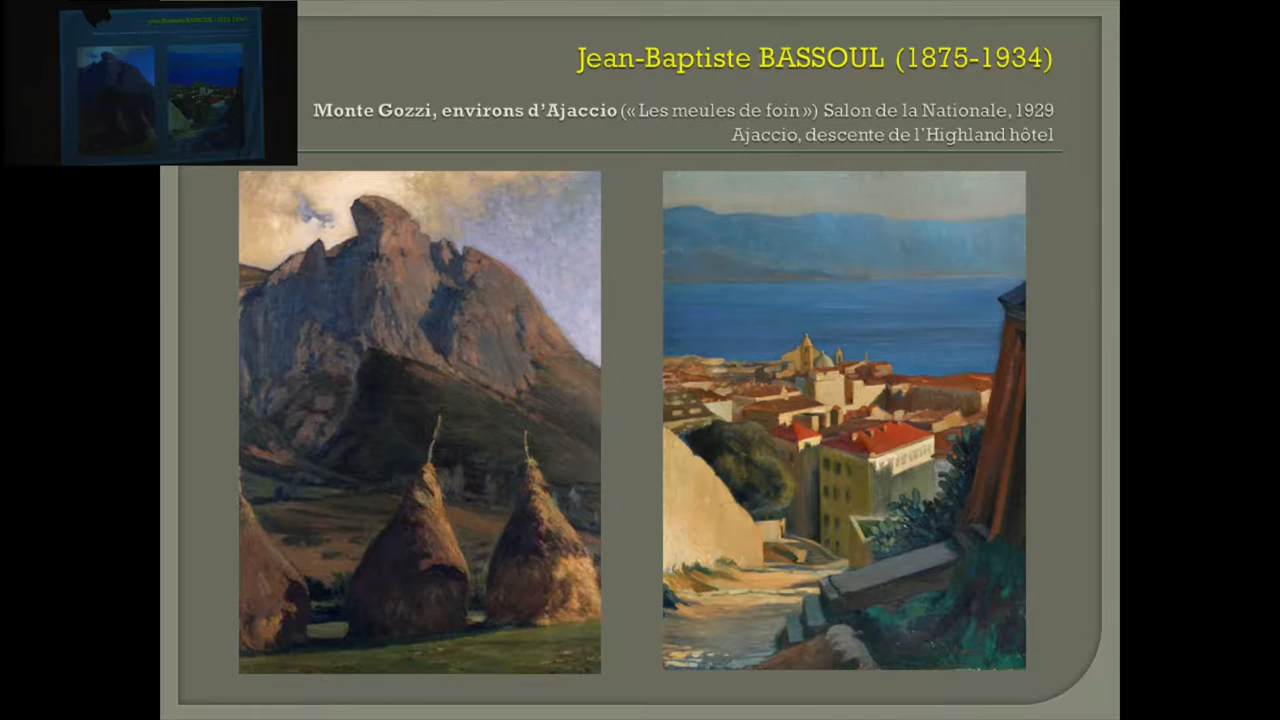 Jean-Baptiste BASSOUL (1875-1934)
Monte Gozzi, environs d’Ajaccio (« Les meules de foin ») Salon de la Nationale, 1929
Ajaccio, descente de l’Highland hôtel